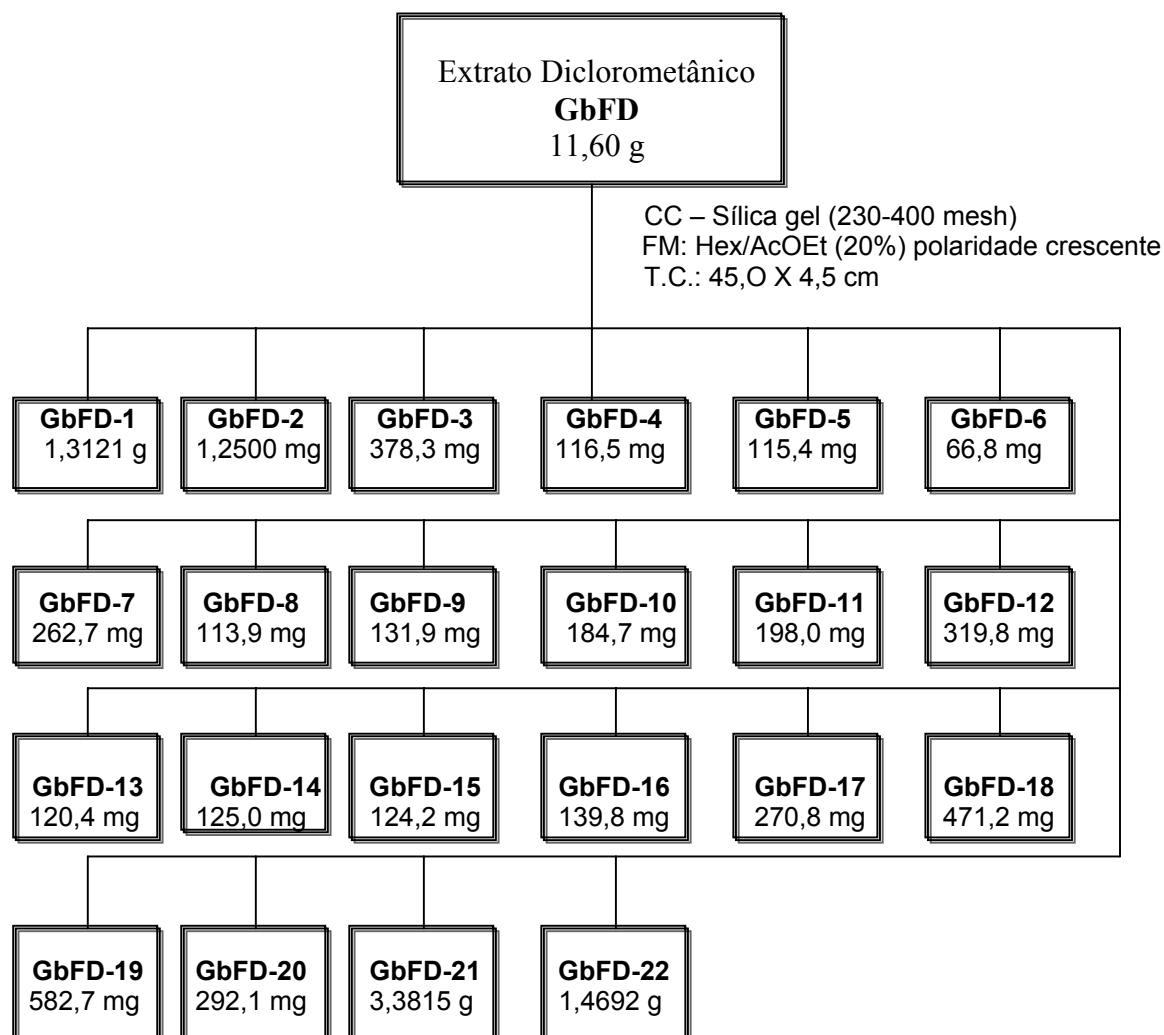 Extrato Diclorometânico
GbFD
11,60 g
CC – Sílica gel (230-400 mesh)
FM: Hex/AcOEt (20%) polaridade crescente
T.C.: 45,O X 4,5 cm
GbFD-1
1,3121 g
GbFD-2
1,2500 mg
GbFD-3
378,3 mg
GbFD-4
116,5 mg
GbFD-5
115,4 mg
GbFD-6
66,8 mg
GbFD-7
262,7 mg
GbFD-8
113,9 mg
GbFD-9
131,9 mg
GbFD-10
184,7 mg
GbFD-11
198,0 mg
GbFD-12
319,8 mg
GbFD-13
120,4 mg
GbFD-14
125,0 mg
GbFD-15
124,2 mg
GbFD-16
139,8 mg
GbFD-17
270,8 mg
GbFD-18
471,2 mg
GbFD-19
582,7 mg
GbFD-20
292,1 mg
GbFD-21
3,3815 g
GbFD-22
1,4692 g